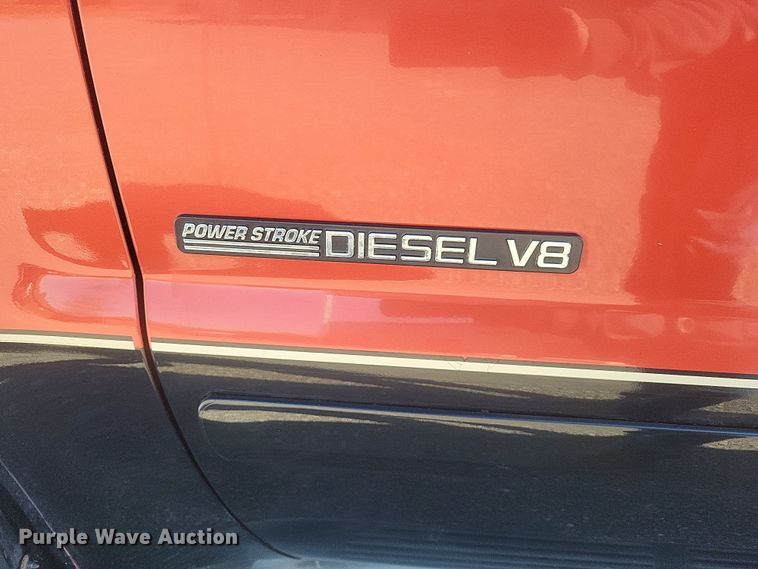 POWER STROKE DIESEL V8
Purple Wave Auction